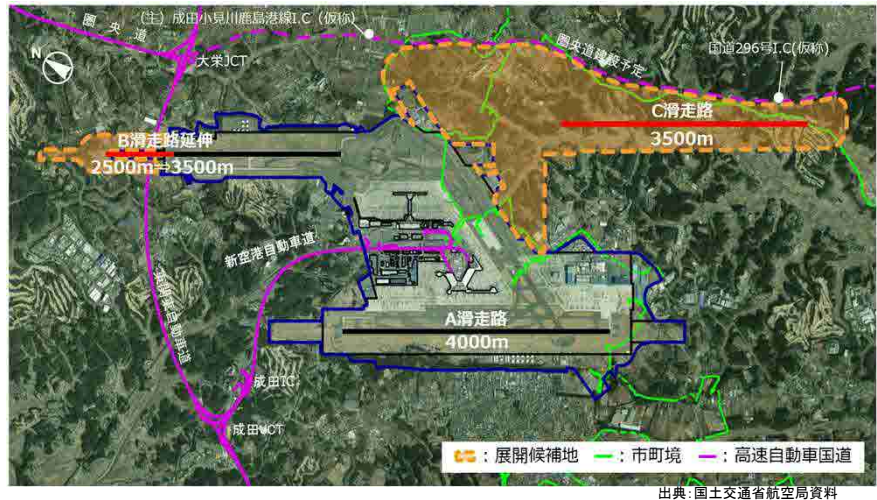 圏央道
(主) 成田小見川鹿島港線I.C (仮称)
大栄JCT
圏央道建設予定
国道296号I.C(仮称)
N
C滑走路
3500m
B滑走路延伸
2500m⇒3500m
新空港自動車道
自動車道
A滑走路
4000m
成田IC
成田JCT
：展開候補地 ：市町境 ：高速自動車国道
出典：国土交通省航空局資料